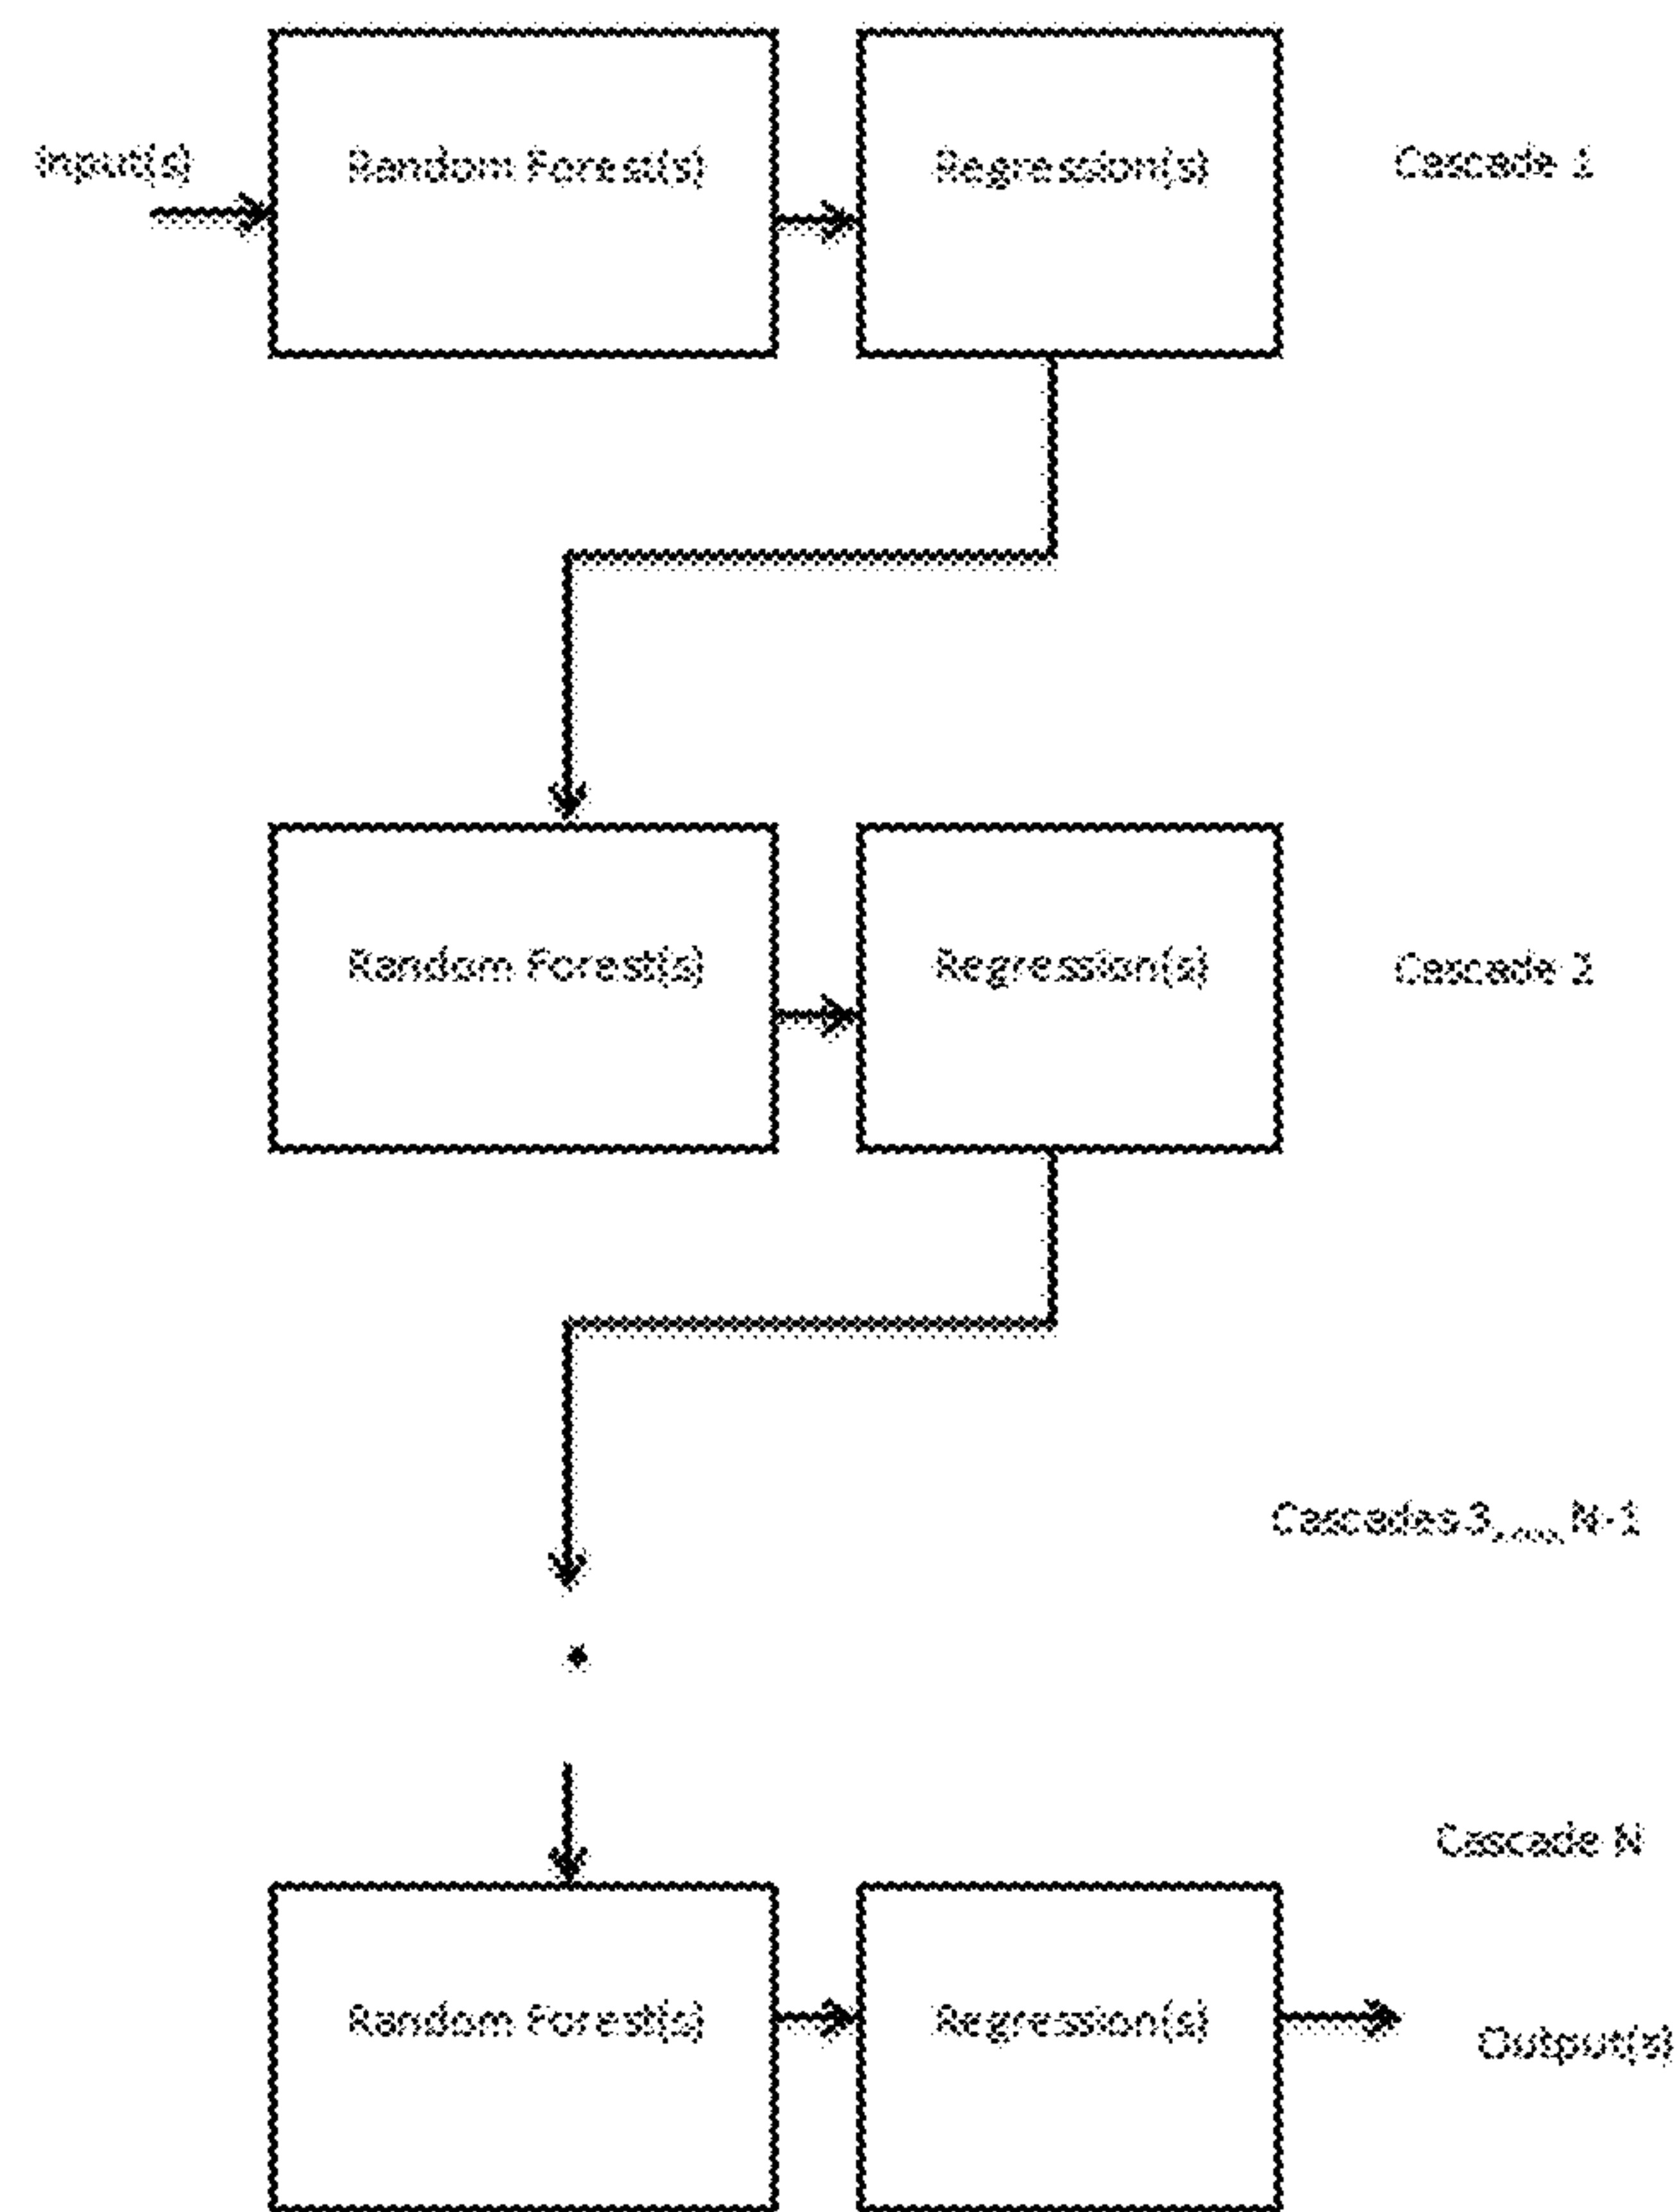 Input(s)
Random Forest(s)
Regression(s)
Cascade 1
Random Forest(s)
Regression(s)
Cascade 2
Cascades 3,...,N-1
Cascade N
Random Forest(s)
Regression(s)
Output(s)